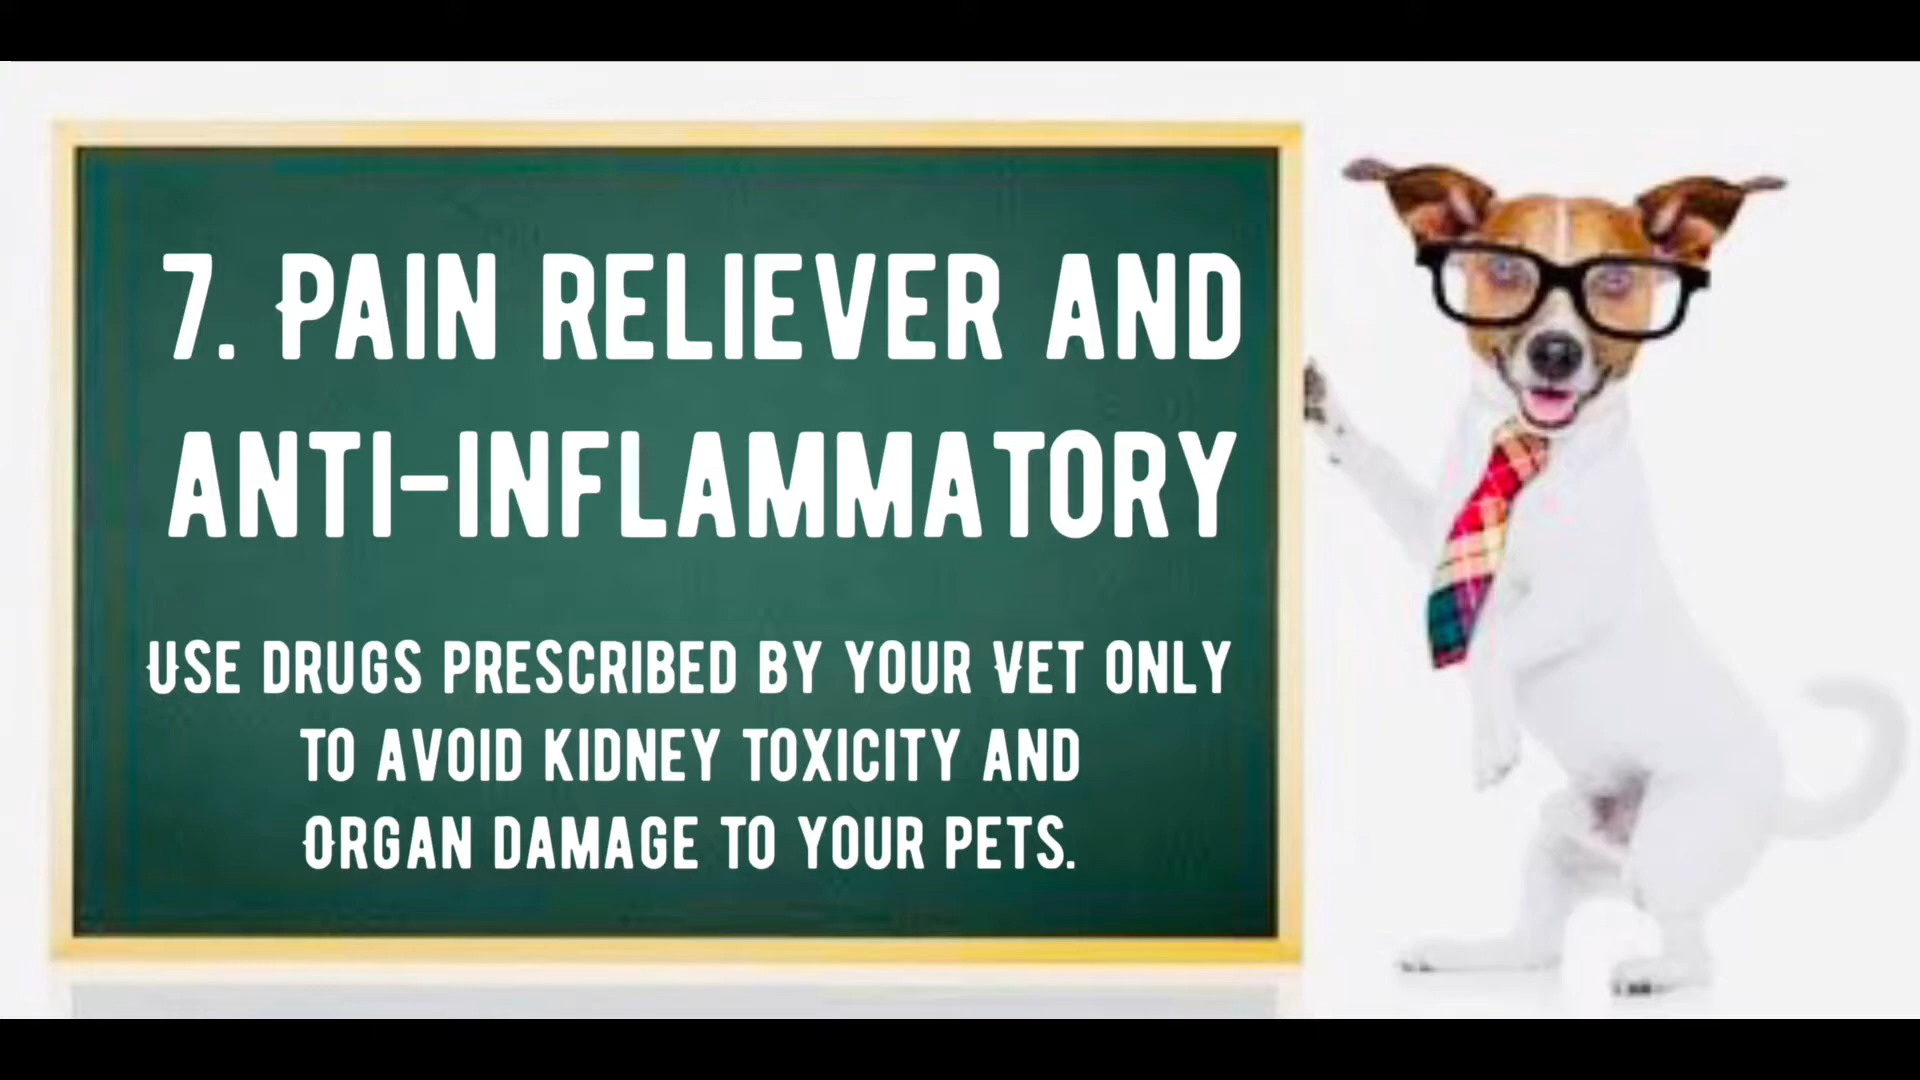 7. PAIN RELIEVER AND
ANTI-INFLAMMATORY
USE DRUGS PRESCRIBED BY YOUR VET ONLY
TO AVOID KIDNEY TOXICITY AND
ORGAN DAMAGE TO YOUR PETS.